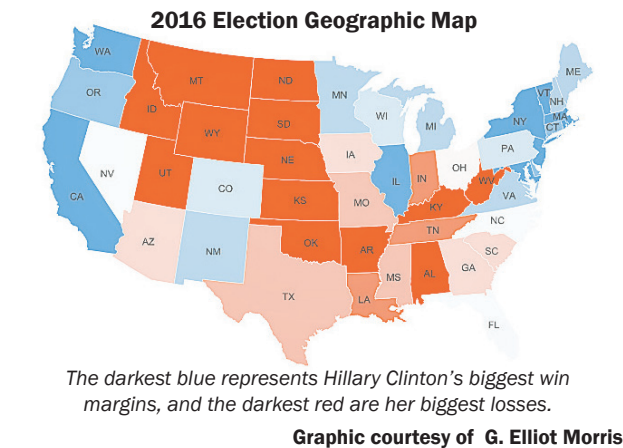 2016 Election Geographic Map
WA
ME
MT
ND
MN
OR
VT
NH
ID
WI
SD
NY
MA
MI
CT
WY
IA
PA
NE
NV
OH
IL
IN
UT
CO
WV
VA
CA
KS
MO
KY
NC
TN
AZ
OK
NM
AR
SC
MS
AL
GA
TX
LA
FL
The darkest blue represents Hillary Clinton's biggest win
margins, and the darkest red are her biggest losses.
Graphic courtesy of G. Elliot Morris